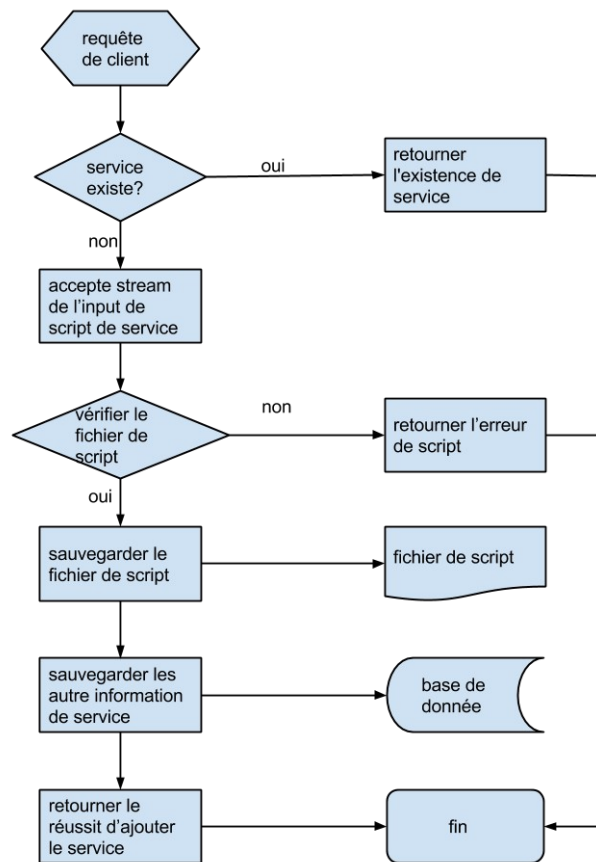 requête
de client
service
existe?
oui
retourner
l'existence de
service
non
accepte stream
de l'input de
script de service
vérifier le
fichier de
script
non
retourner l'erreur
de script
oui
sauvegarder le
fichier de script
fichier de script
sauvegarder les
autre information
de service
base de
donnée
retourner le
réussit d'ajouter
le service
fin